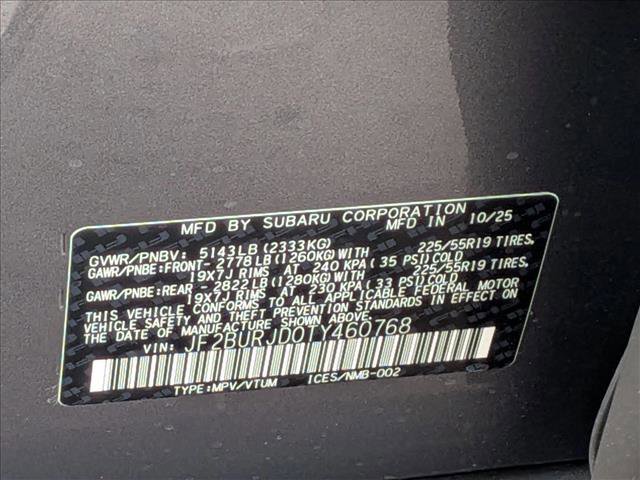 MFD BY SUBARU CORPORATION MFD IN 10/25
GVWR/PNBV: 5143LB(2333KG)
GAWR/PNBE:FRONT-2778LB(1260KG)WITH 225/55R19 TIRES.
19X7J RIMS AT 240 KPA(35 PSI)COLD
GAWR/PNBE:REAR -2822LB(1280KG)WITH 225/55R19 TIRES.
19X7J RIMS AT 230 KPA(33 PSI)COLD
THIS VEHICLE CONFORMS TO ALL APPLICABLE FEDERAL MOTOR
VEHICLE SAFETY AND THEFT PREVENTION STANDARDS IN EFFECT ON
THE DATE OF MANUFACTURE SHOWN ABOVE.
VIN: JF2BURJD0TY460768
TYPE:MPV/VTUM ICES/NMB-002